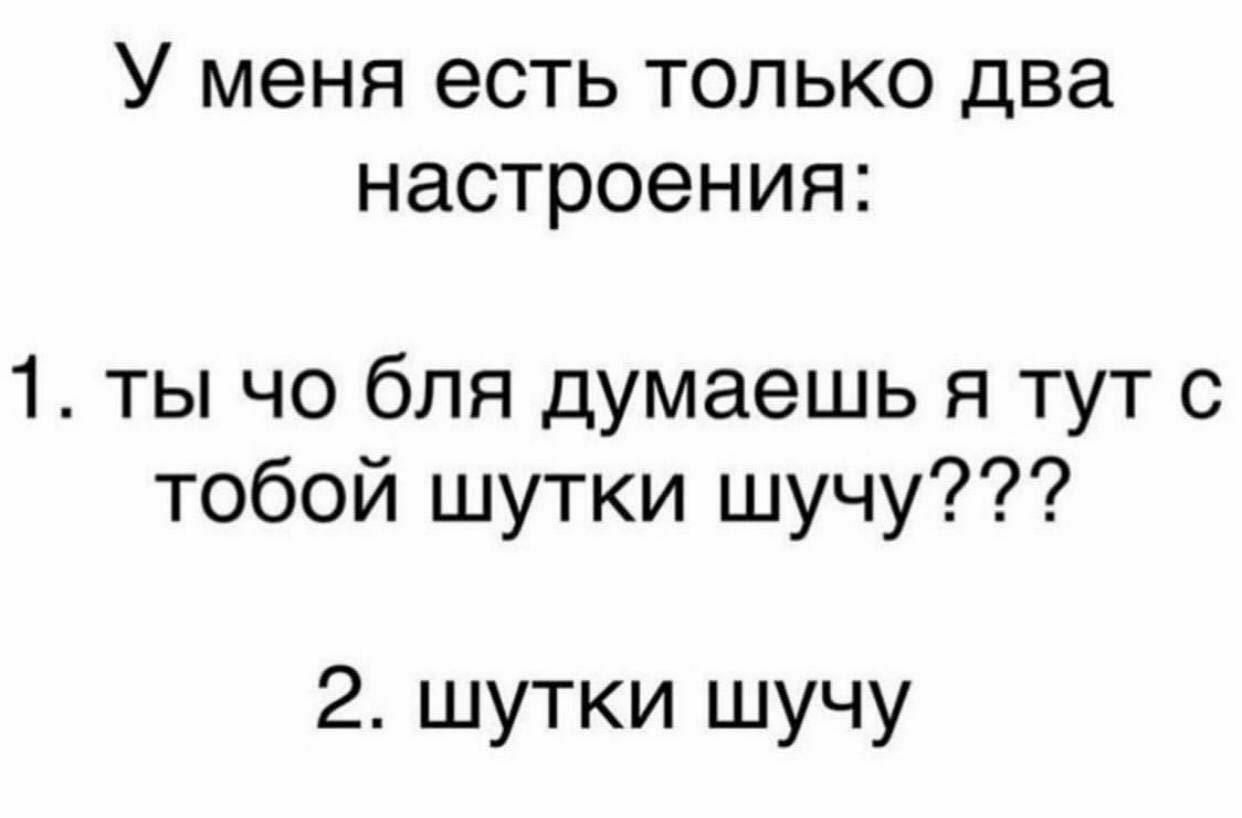 У меня есть только два
настроения:
1. ты чо бля думаешь я тут с
тобой шутки шучу???
2. шутки шучу